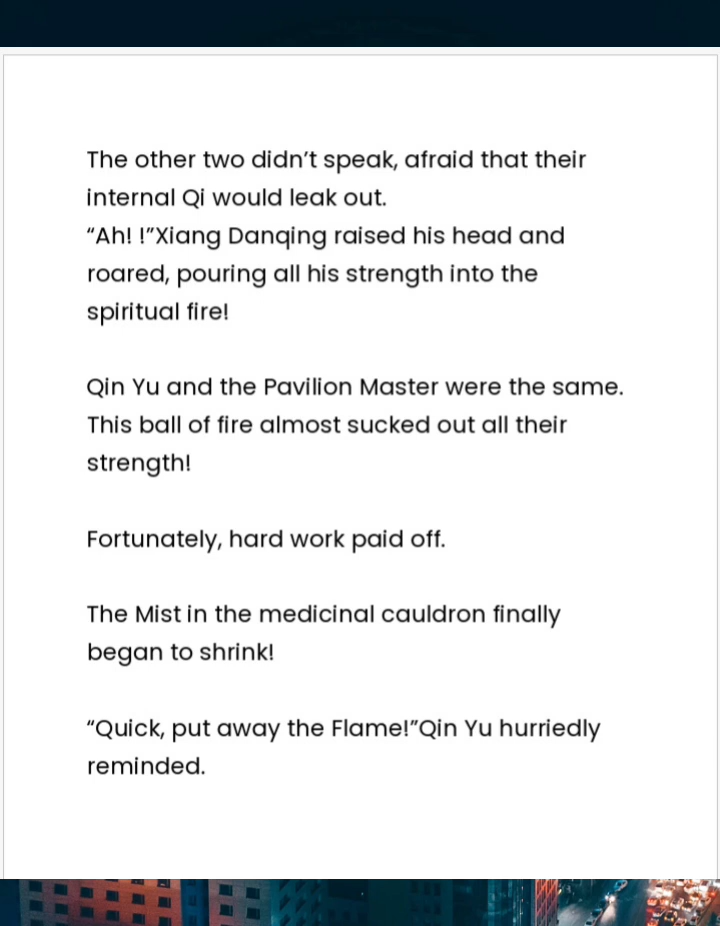 The other two didn’t speak, afraid that their
internal Qi would leak out.
“Ah! !”Xiang Danqing raised his head and
roared, pouring all his strength into the
spiritual fire!
Qin Yu and the Pavilion Master were the same.
This ball of fire almost sucked out all their
strength!
Fortunately, hard work paid off.
The Mist in the medicinal cauldron finally
began to shrink!
“Quick, put away the Flame!”Qin Yu hurriedly
reminded.